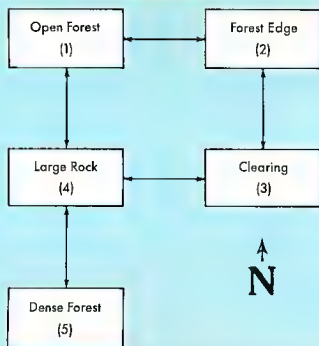 Open Forest
(1)
Forest Edge
(2)
Large Rock
(4)
Clearing
(3)
N
Dense Forest
(5)